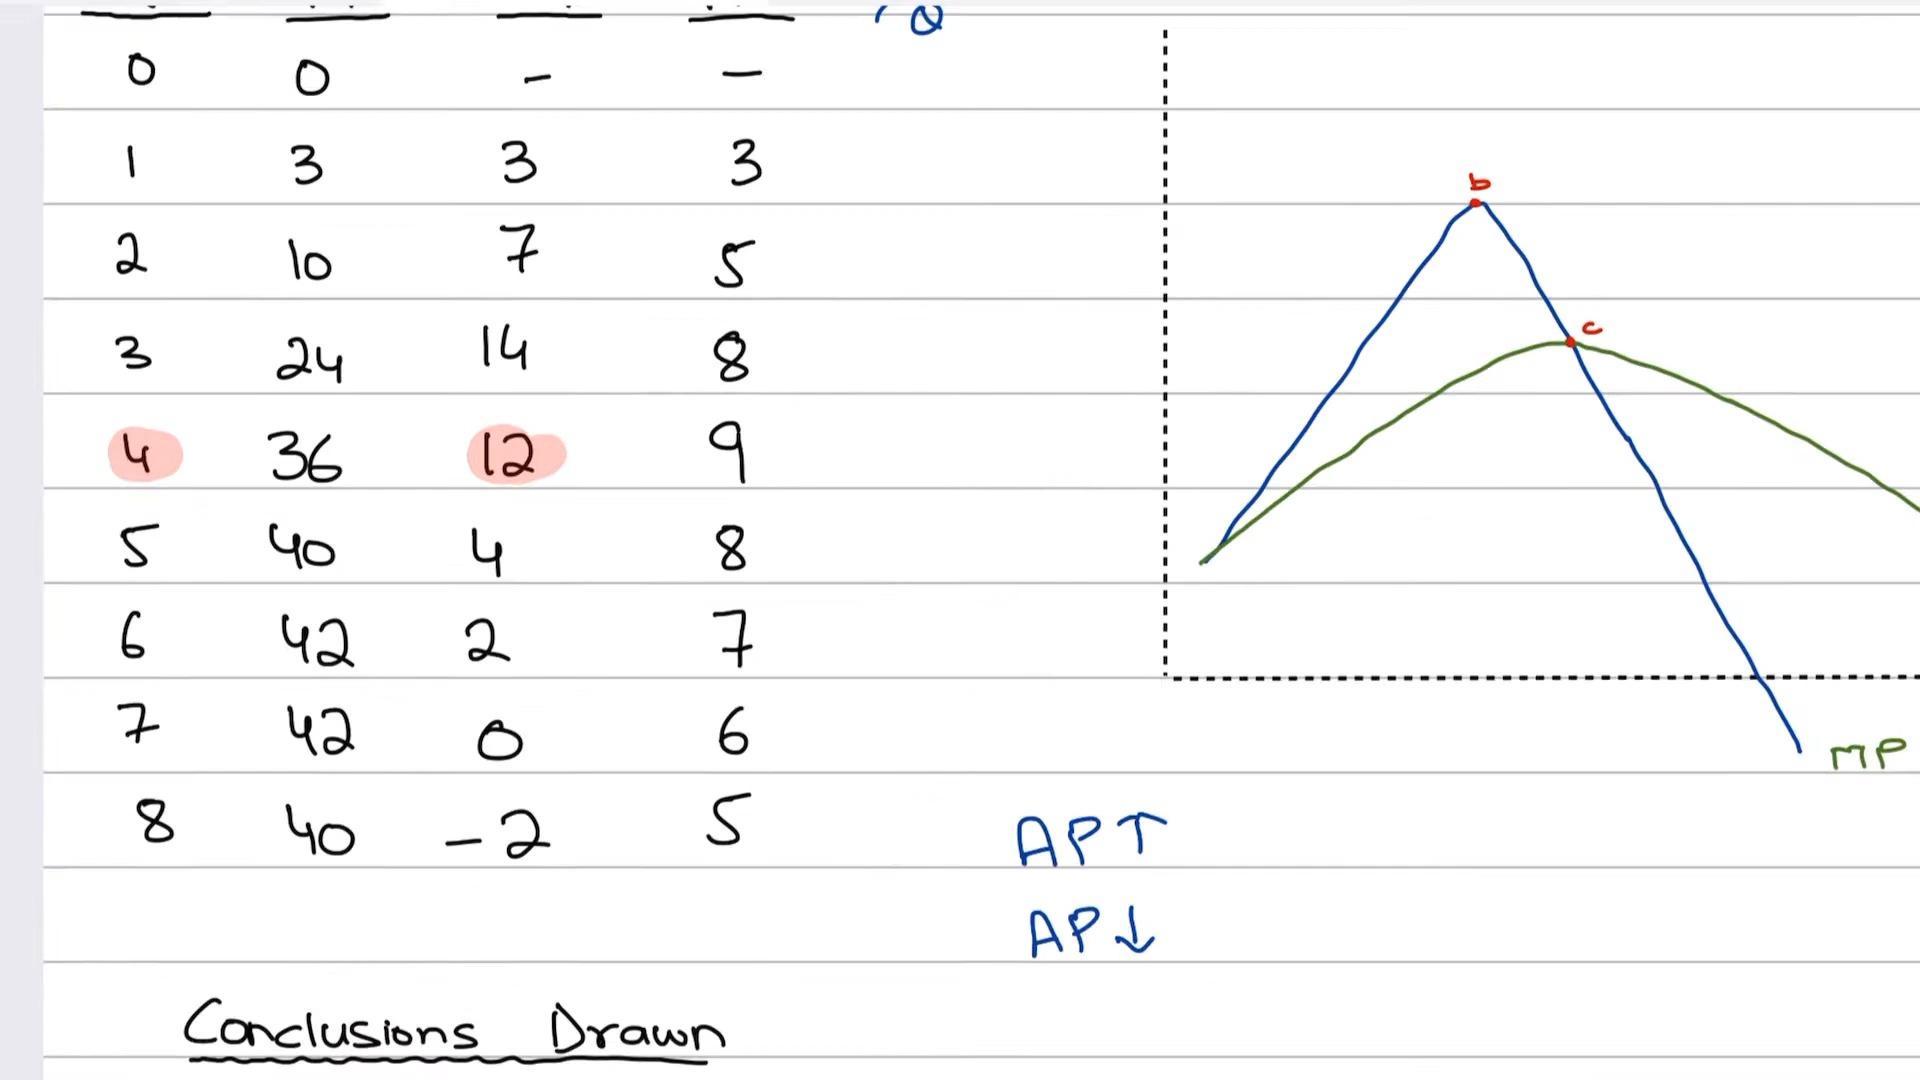 Q
0 0 - -
1 3 3 3
2 10 7 5
3 24 14 8
4 36 12 9
5 40 4 8
6 42 2 7
7 42 0 6
8 40 -2 5
b
c
MP
AP↑
AP↓
Conclusions Drawn